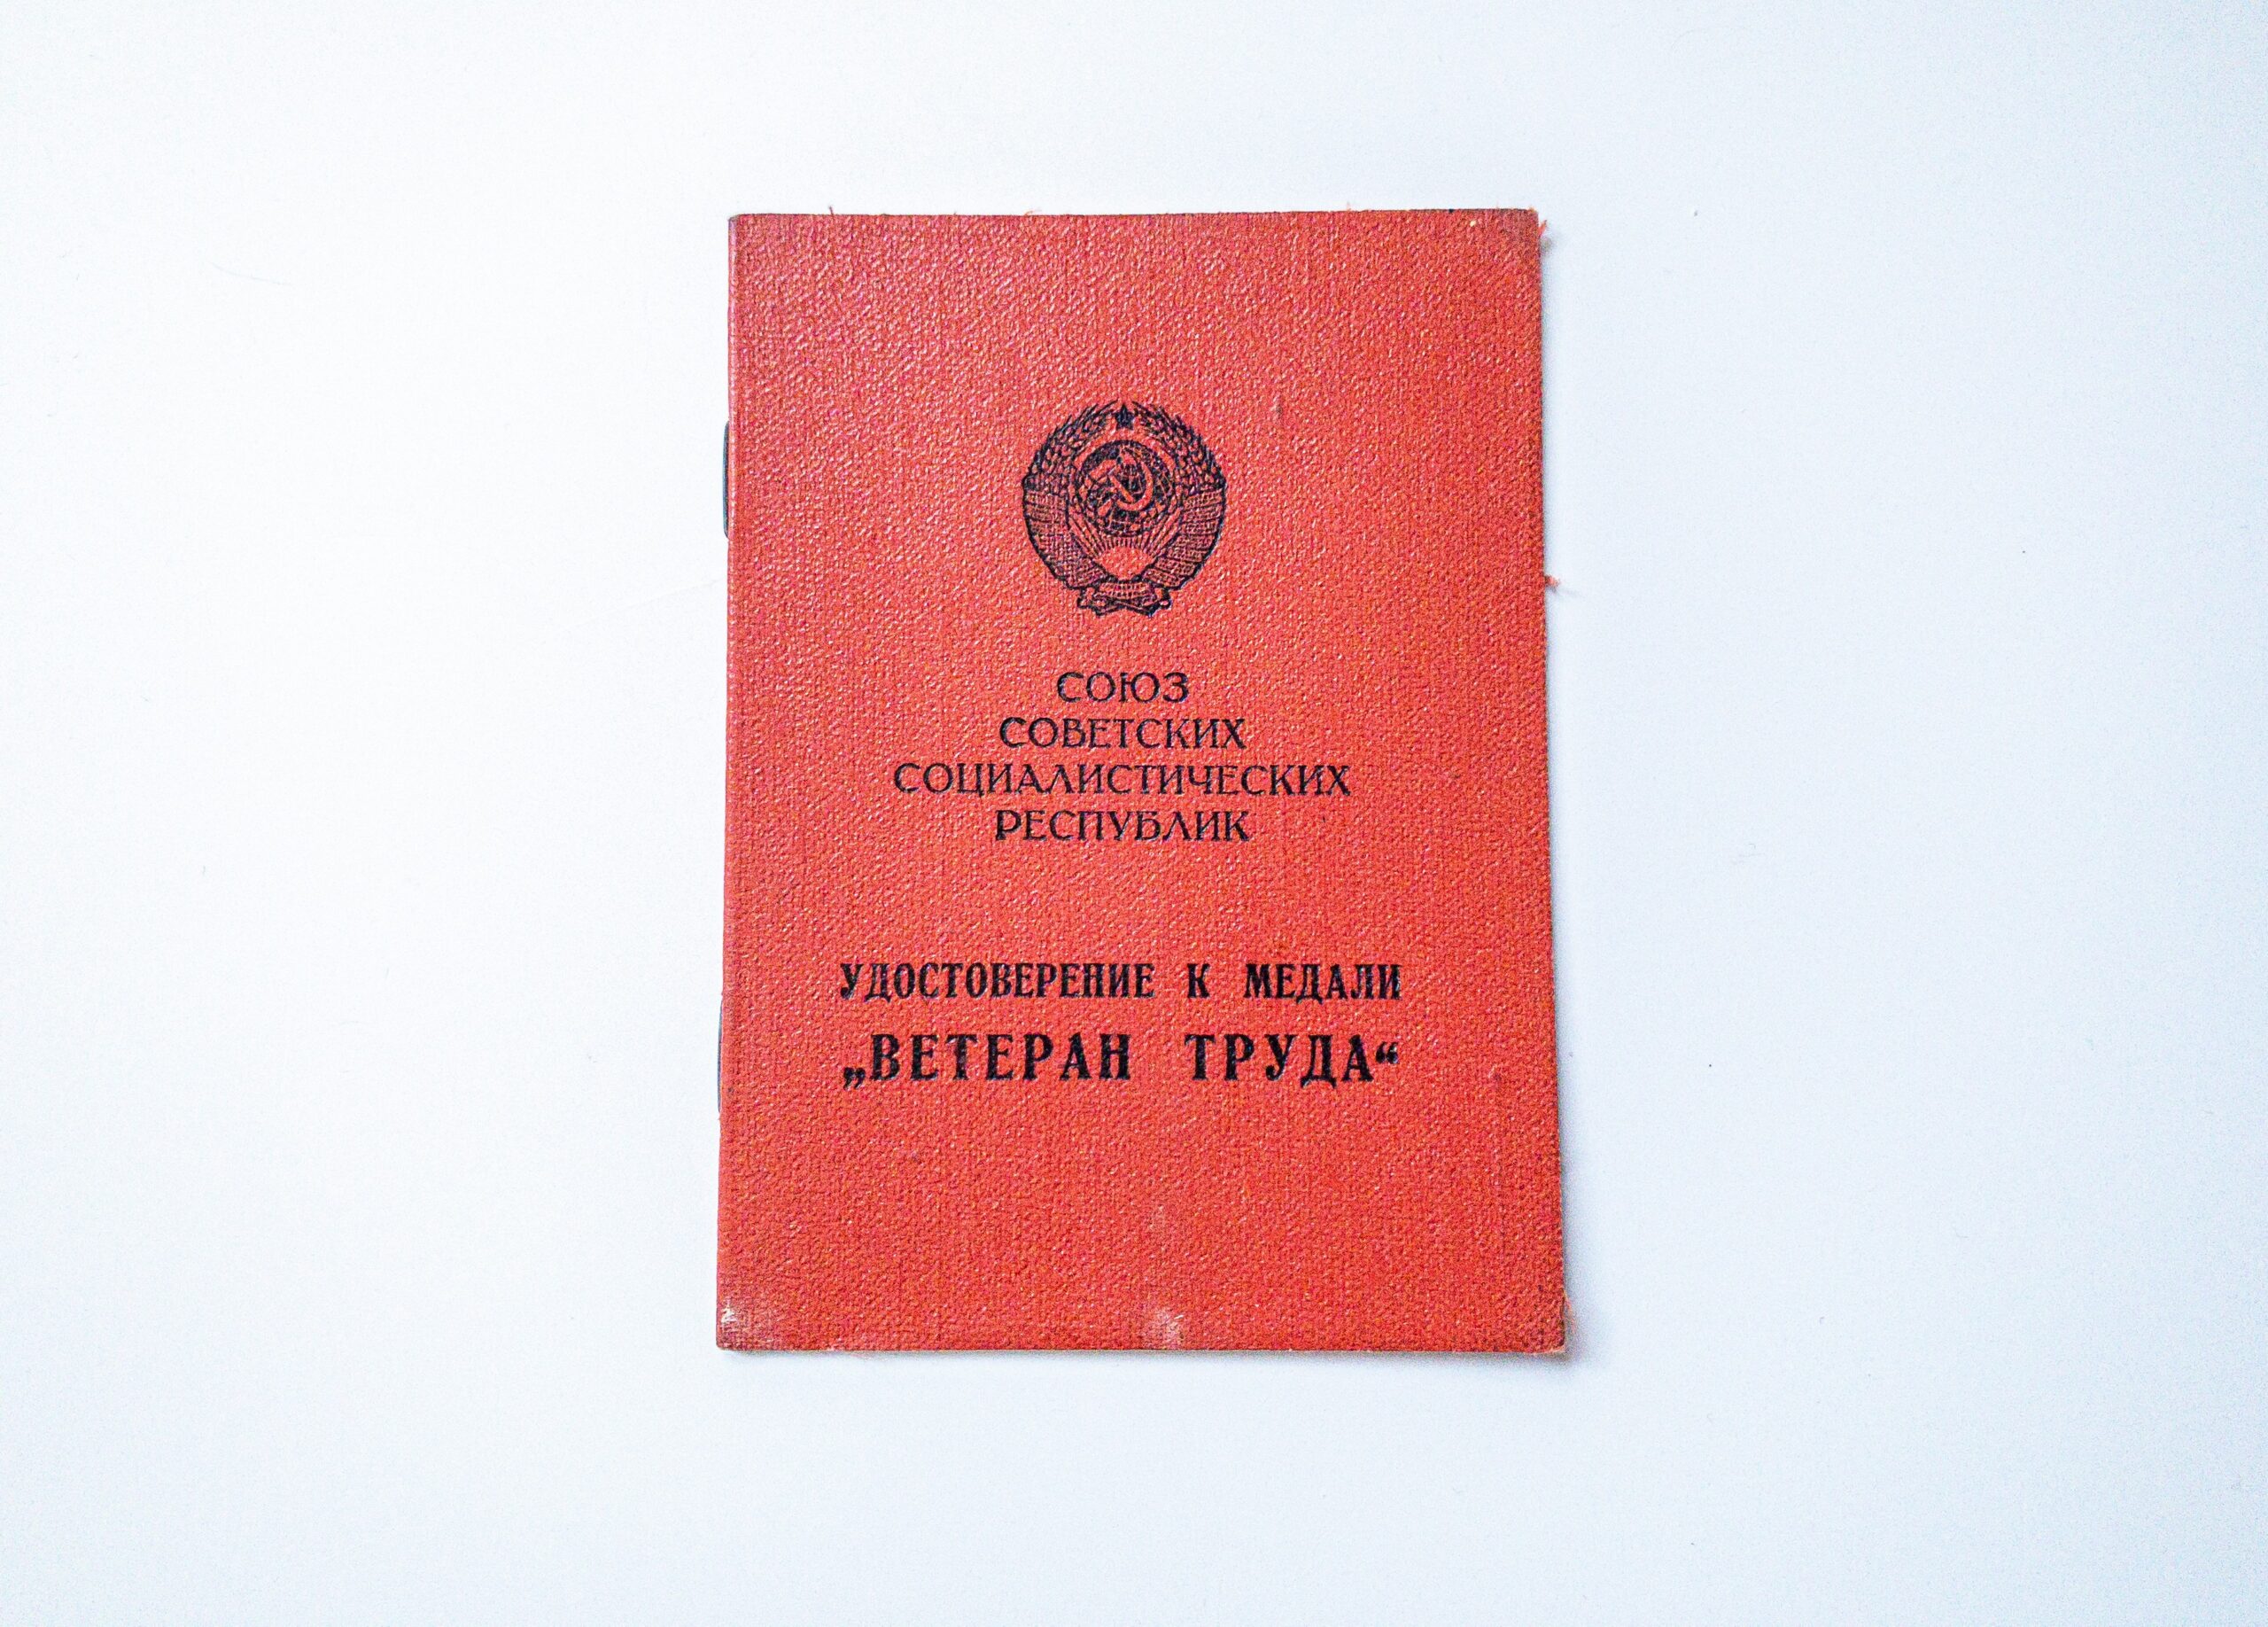 СОЮЗ
СОВЕТСКИХ
СОЦИАЛИСТИЧЕСКИХ
РЕСПУБЛИК
УДОСТОВЕРЕНИЕ К МЕДАЛИ
„ВЕТЕРАН ТРУДА“